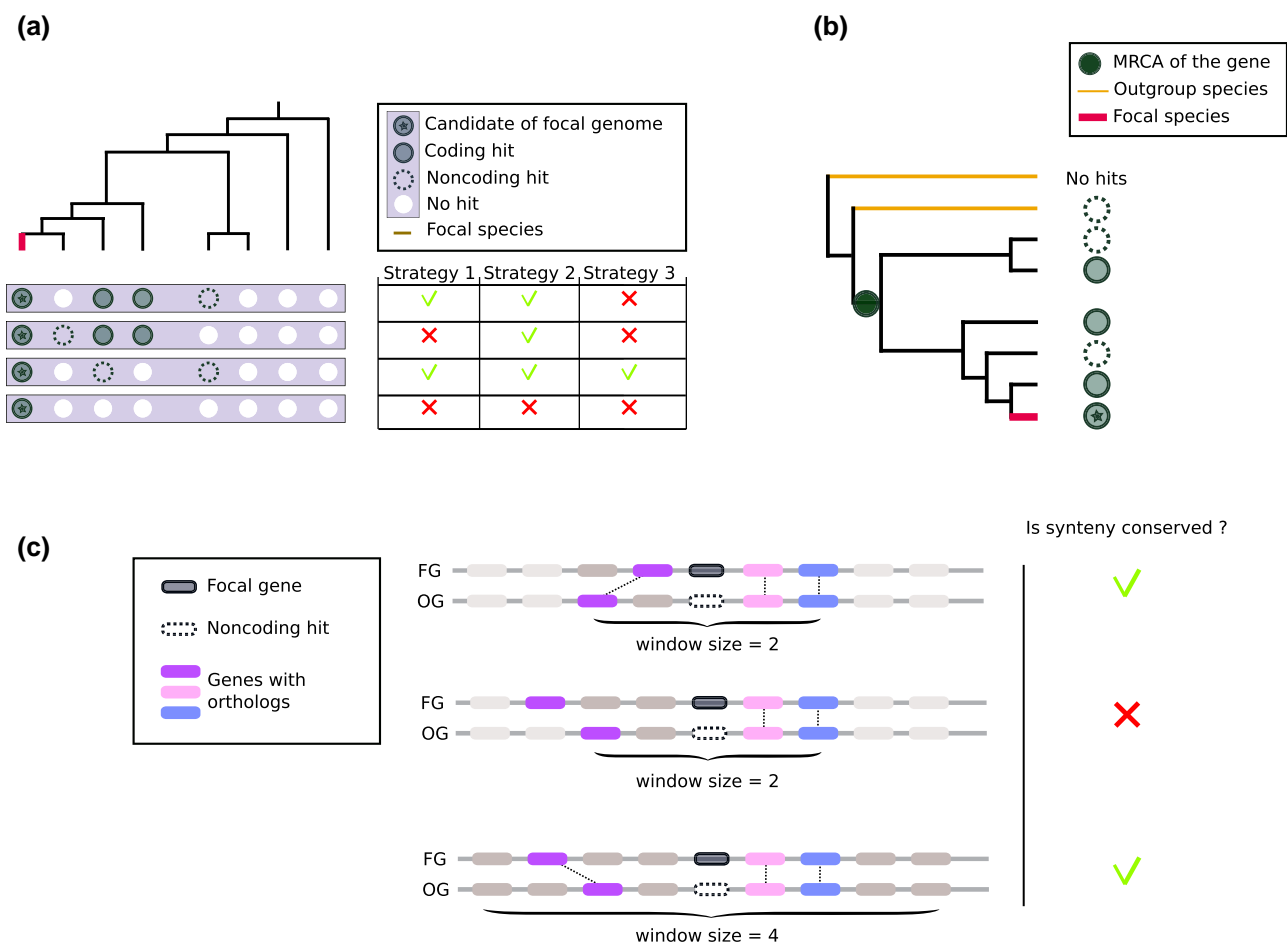 (a)
Candidate of focal genome
Coding hit
Noncoding hit
No hit
Focal species
Strategy 1 Strategy 2 Strategy 3
(b)
MRCA of the gene
Outgroup species
Focal species
No hits
(c)
Focal gene
Noncoding hit
Genes with
orthologs
Is synteny conserved ?
FG
OG
window size = 2
FG
OG
window size = 2
FG
OG
window size = 4